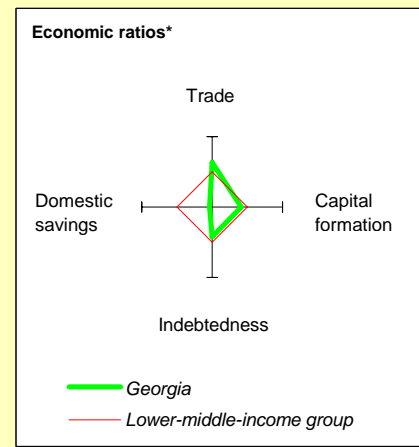 Economic ratios*
Trade
Domestic
savings
Capital
formation
Indebtedness
Georgia
Lower-middle-income group